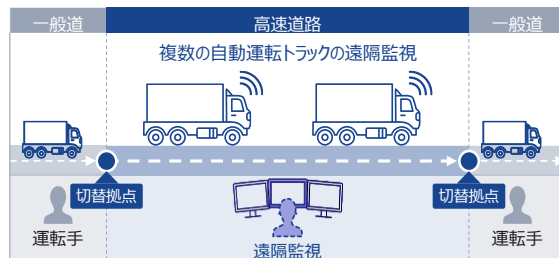 一般道
高速道路
一般道
複数の自動運転トラックの遠隔監視
切替拠点
切替拠点
運転手
遠隔監視
運転手